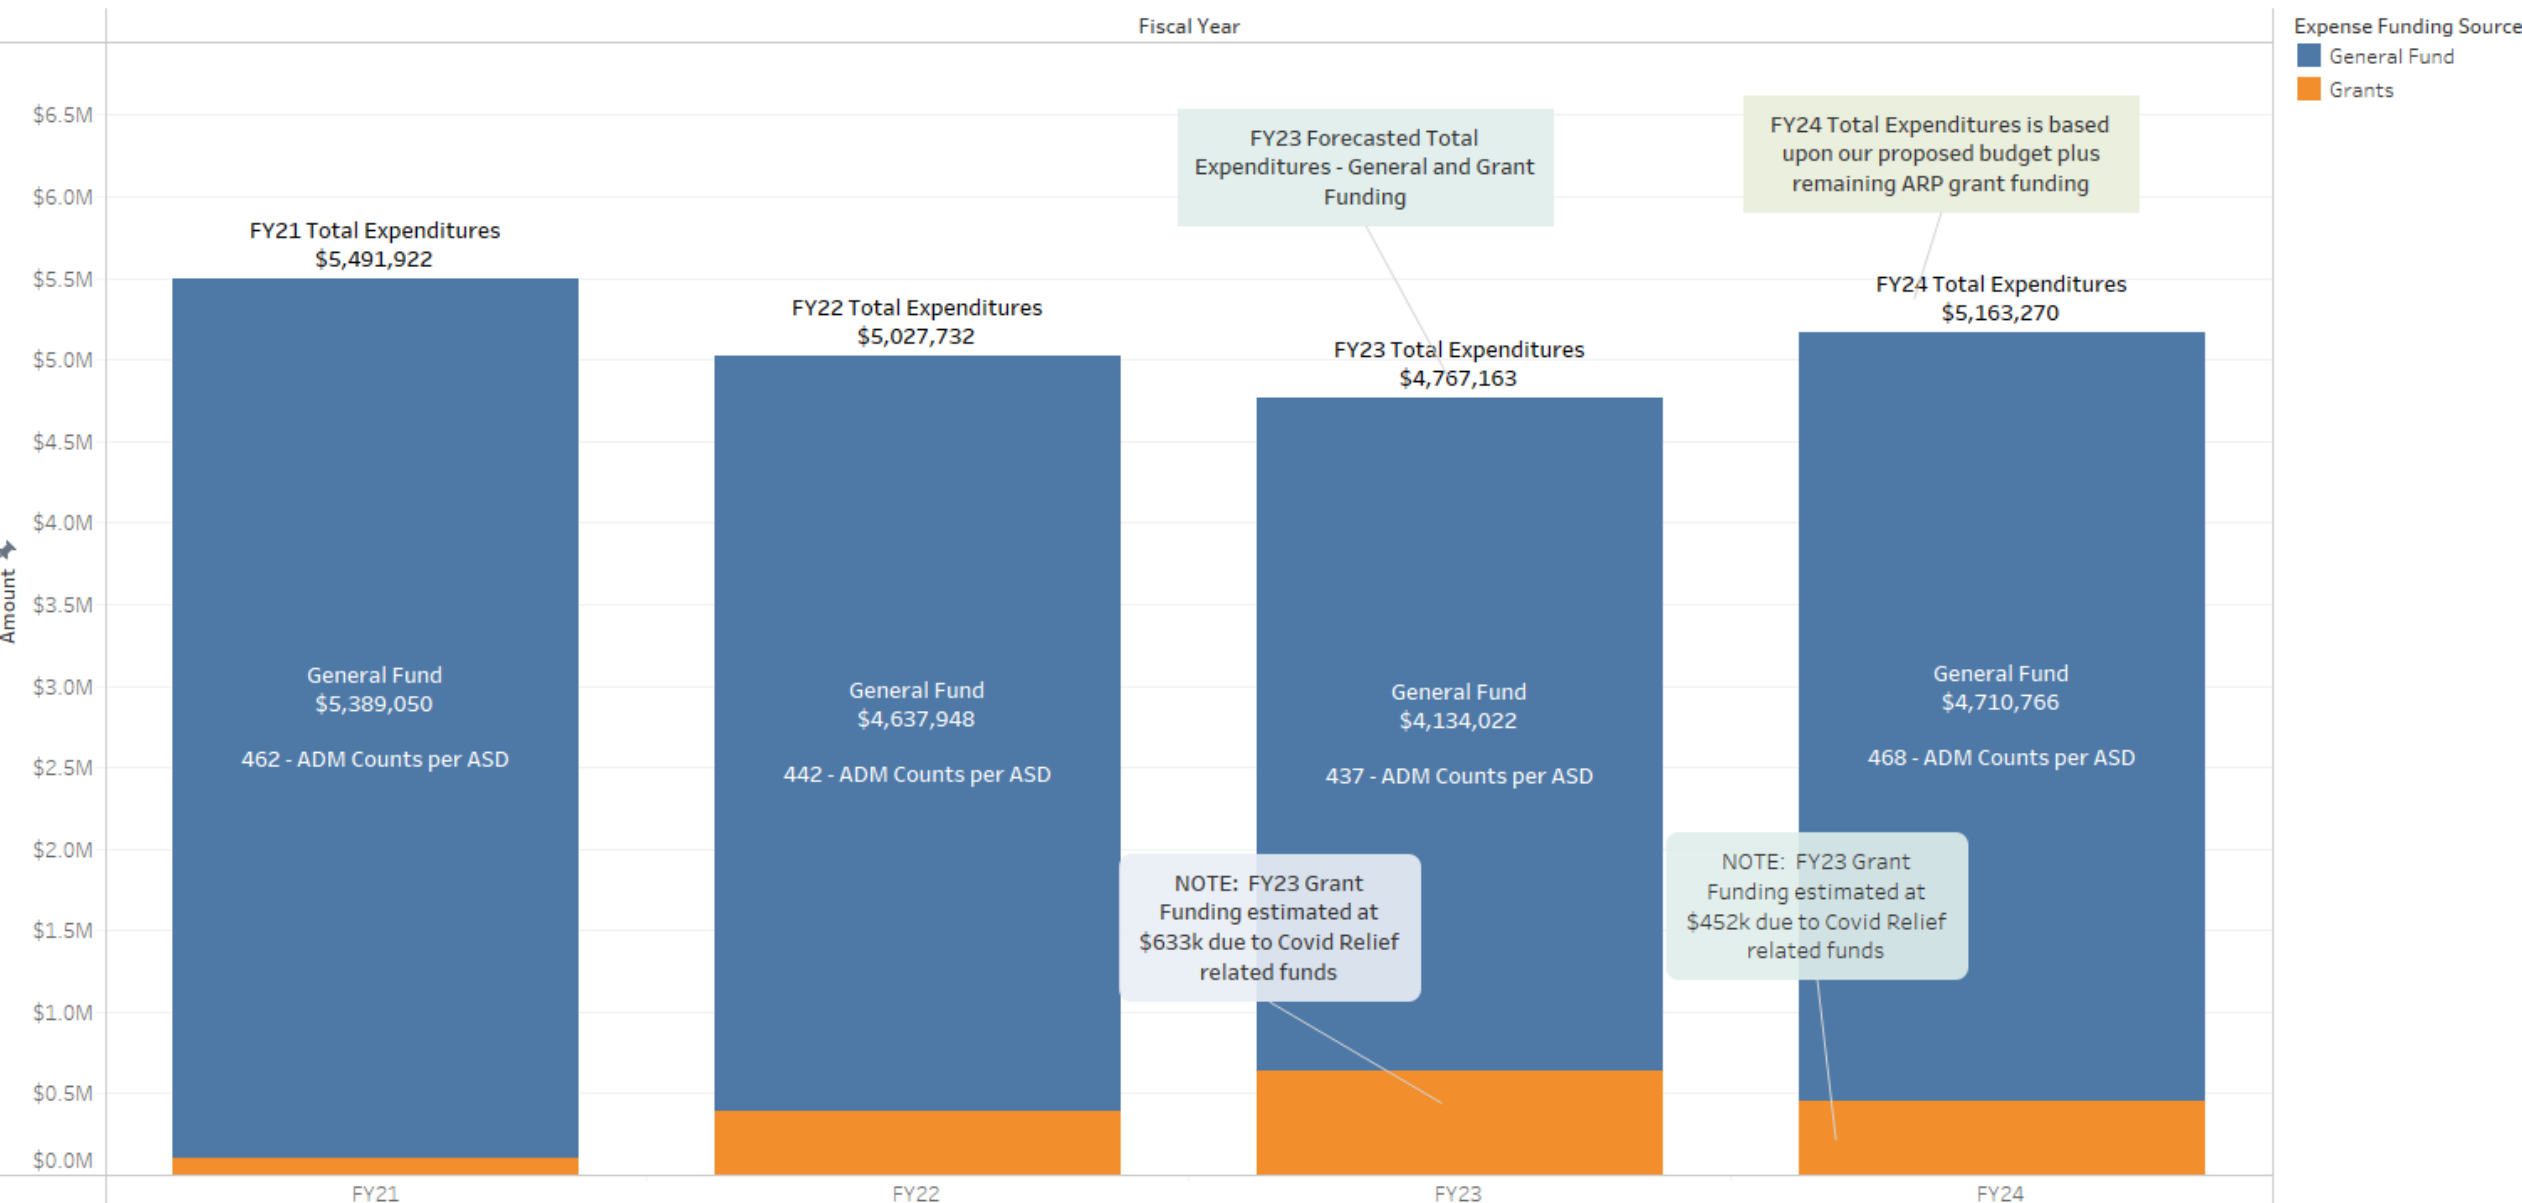 Fiscal Year
Expense Funding Source
General Fund
Grants
$6.5M
$6.0M
$5.5M
$5.0M
$4.5M
$4.0M
$3.5M
$3.0M
$2.5M
$2.0M
$1.5M
$1.0M
$0.5M
$0.0M
Amount
FY21 Total Expenditures
$5,491,922
General Fund
$5,389,050
462 - ADM Counts per ASD
FY22 Total Expenditures
$5,027,732
General Fund
$4,637,948
442 - ADM Counts per ASD
FY23 Forecasted Total
Expenditures - General and Grant
Funding
FY23 Total Expenditures
$4,767,163
General Fund
$4,134,022
437 - ADM Counts per ASD
NOTE: FY23 Grant
Funding estimated at
$633k due to Covid Relief
related funds
FY24 Total Expenditures is based
upon our proposed budget plus
remaining ARP grant funding
FY24 Total Expenditures
$5,163,270
General Fund
$4,710,766
468 - ADM Counts per ASD
NOTE: FY23 Grant
Funding estimated at
$452k due to Covid Relief
related funds
FY21
FY22
FY23
FY24